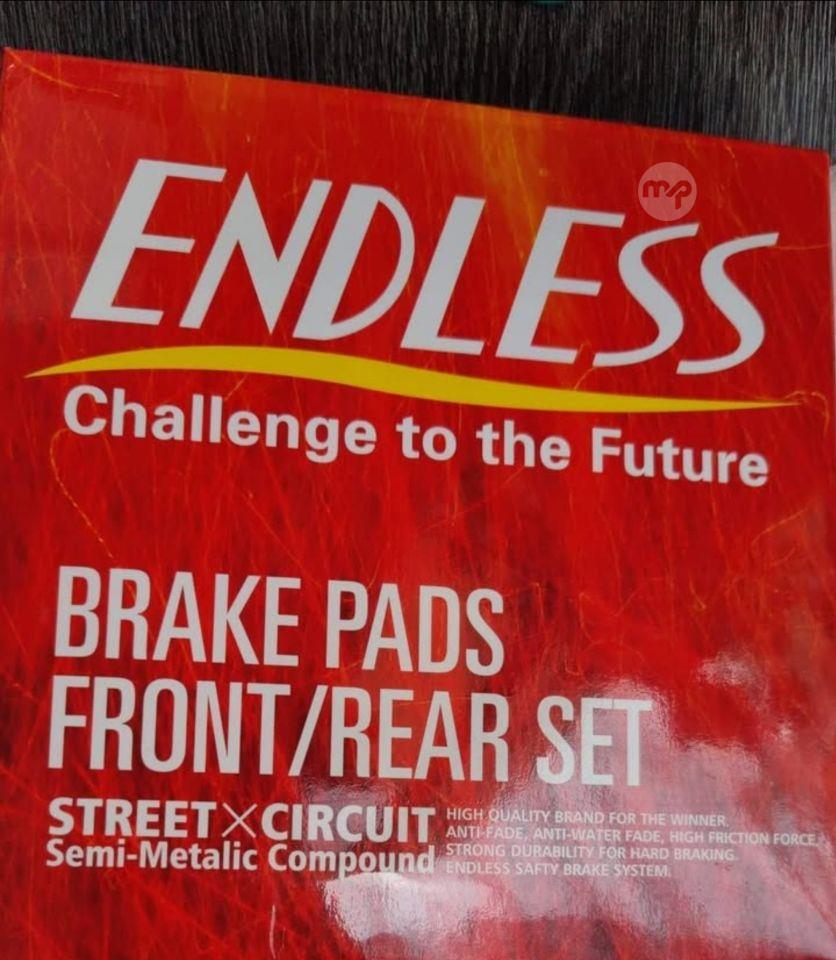 mp
ENDLESS
Challenge to the Future
BRAKE PADS
FRONT/REAR SET
STREET×CIRCUIT
Semi-Metalic Compound
HIGH QUALITY BRAND FOR THE WINNER.
ANTI-FADE, ANTI-WATER FADE, HIGH FRICTION FORCE,
STRONG DURABILITY FOR HARD BRAKING.
ENDLESS SAFTY BRAKE SYSTEM.